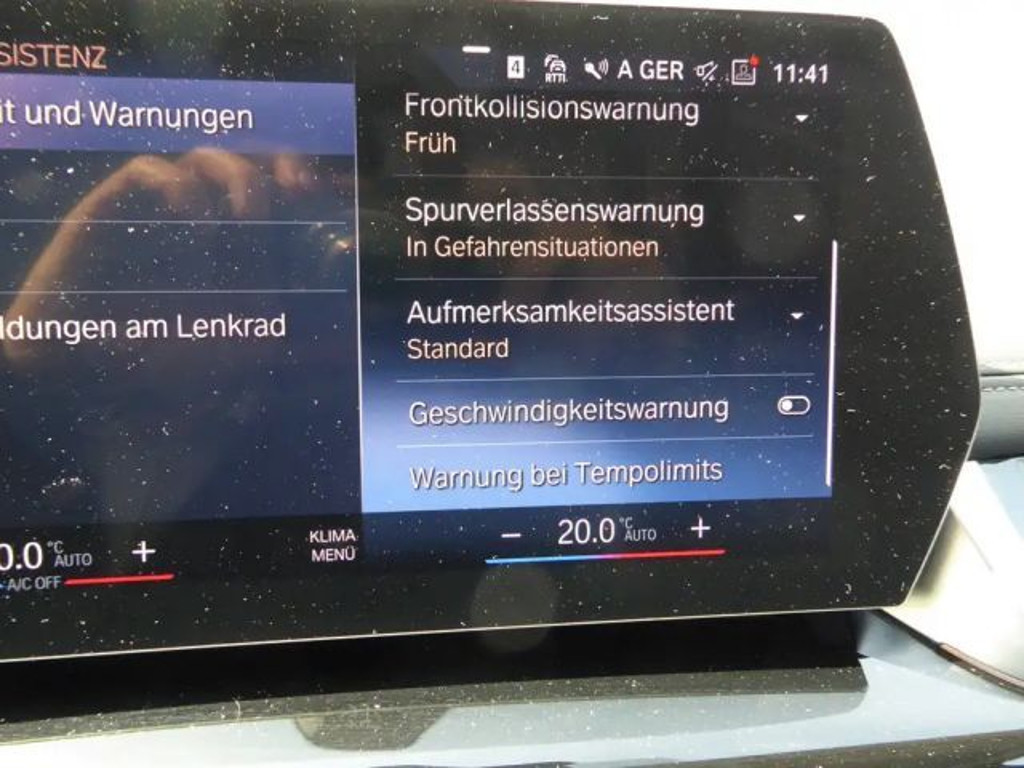 SISTENZ
it und Warnungen
ldungen am Lenkrad
4 RTTI A GER 11:41
Frontkollisionswarnung
Früh
Spurverlassenswarnung
In Gefahrensituationen
Aufmerksamkeitsassistent
Standard
Geschwindigkeitswarnung
Warnung bei Tempolimits
0.0 °C AUTO +
A/C OFF
KLIMA
MENÜ
– 20.0 °C AUTO +